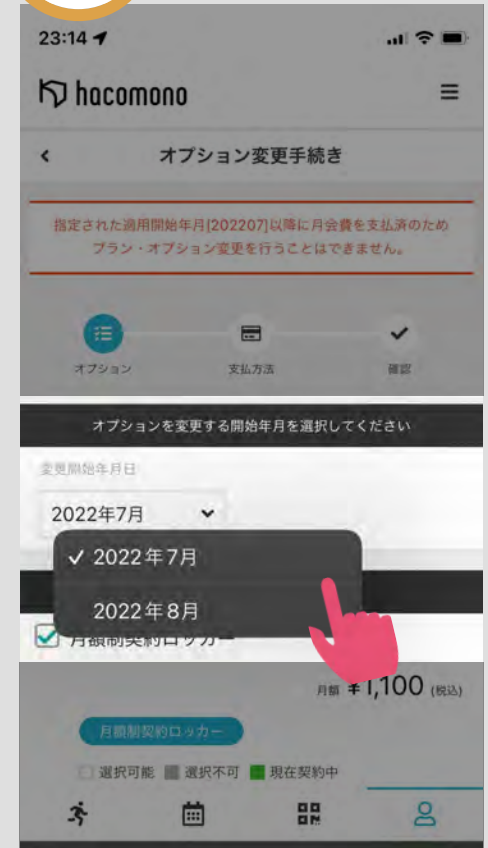 23:14
hacomono
オプション変更手続き
指定された適用開始年月[202207]以降に月会費を支払済のため
プラン・オプション変更を行うことはできません。
オプション 支払方法 確認
オプションを変更する開始年月を選択してください
変更開始年月日
2022年7月
✓ 2022年7月
2022年8月
月額制契約ロッカー
月額 ¥1,100 (税込)
月額制契約ロッカー
選択可能 選択不可 現在契約中